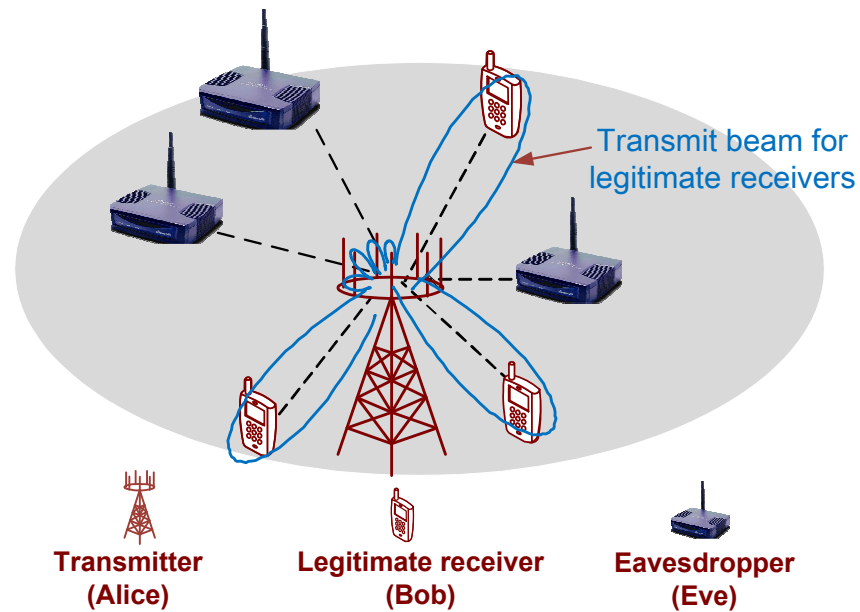 Transmit beam for
legitimate receivers
Transmitter
(Alice)
Legitimate receiver
(Bob)
Eavesdropper
(Eve)